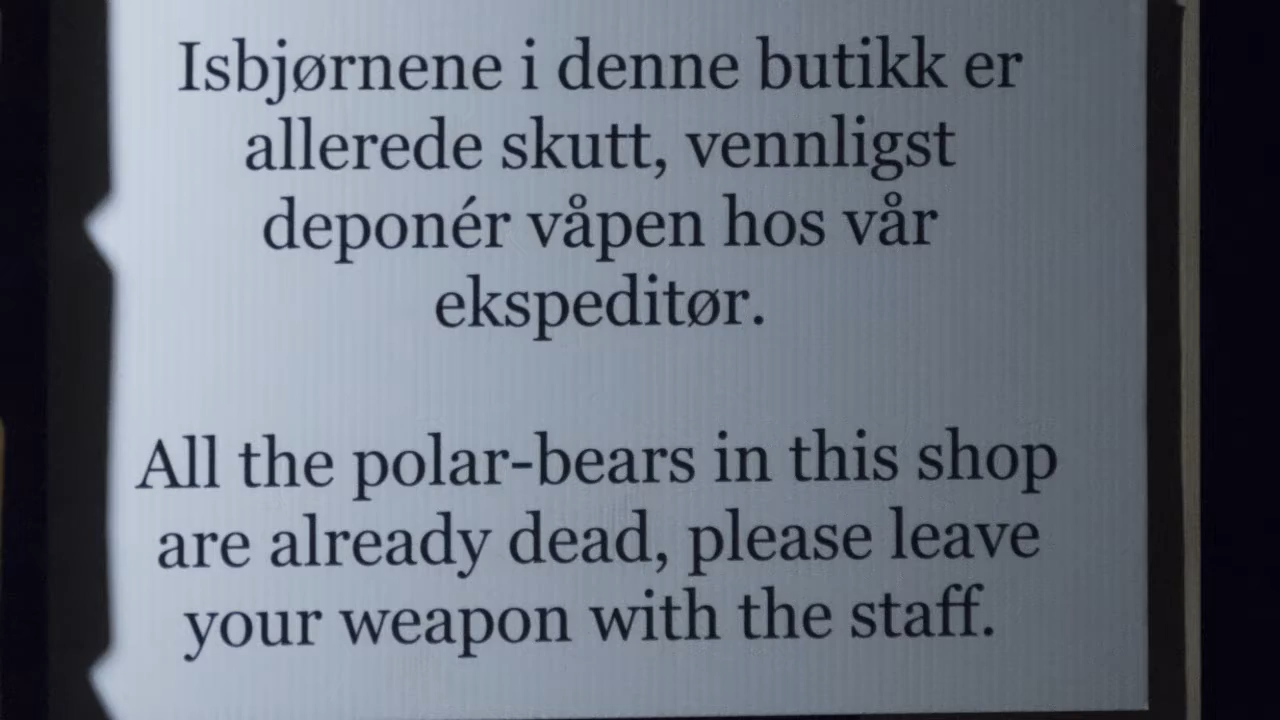 Isbjørnene i denne butikk er
allerede skutt, vennligst
deponér våpen hos vår
ekspeditør.
All the polar-bears in this shop
are already dead, please leave
your weapon with the staff.